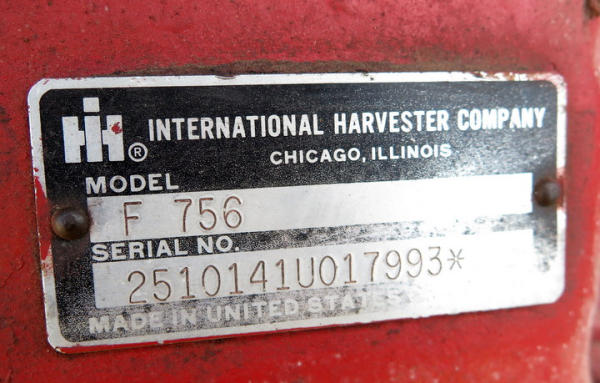 IH® INTERNATIONAL HARVESTER COMPANY
CHICAGO, ILLINOIS
MODEL
F 756
SERIAL NO.
2510141U017993*
MADE IN UNITED STATES